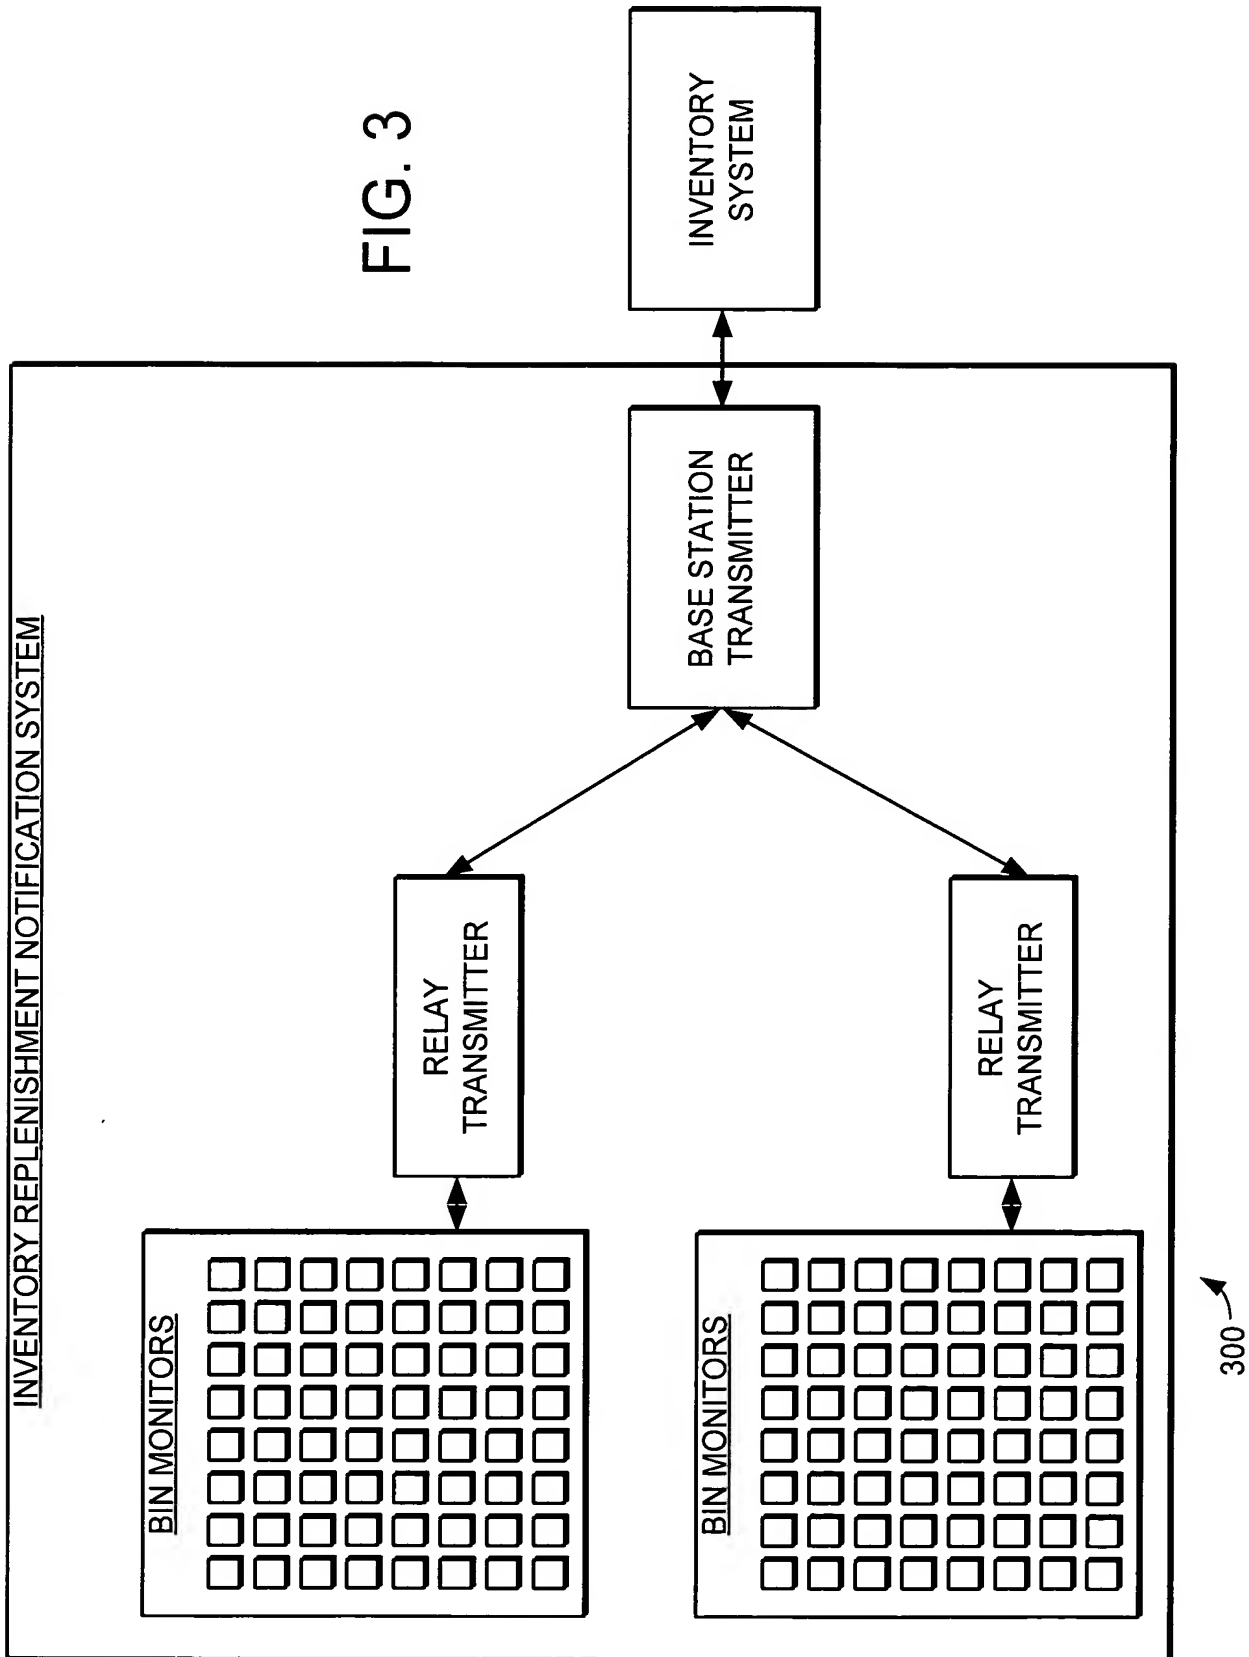 INVENTORY REPLENISHMENT NOTIFICATION SYSTEM
BIN MONITORS
RELAY
TRANSMITTER
BIN MONITORS
RELAY
TRANSMITTER
BASE STATION
TRANSMITTER
INVENTORY
SYSTEM
FIG. 3
300